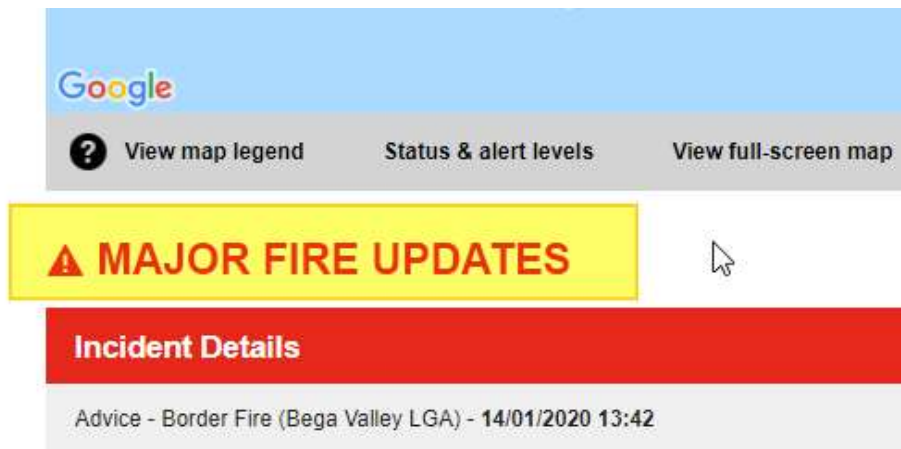 Google
View map legend Status & alert levels View full-screen map
MAJOR FIRE UPDATES
Incident Details
Advice - Border Fire (Bega Valley LGA) - 14/01/2020 13:42